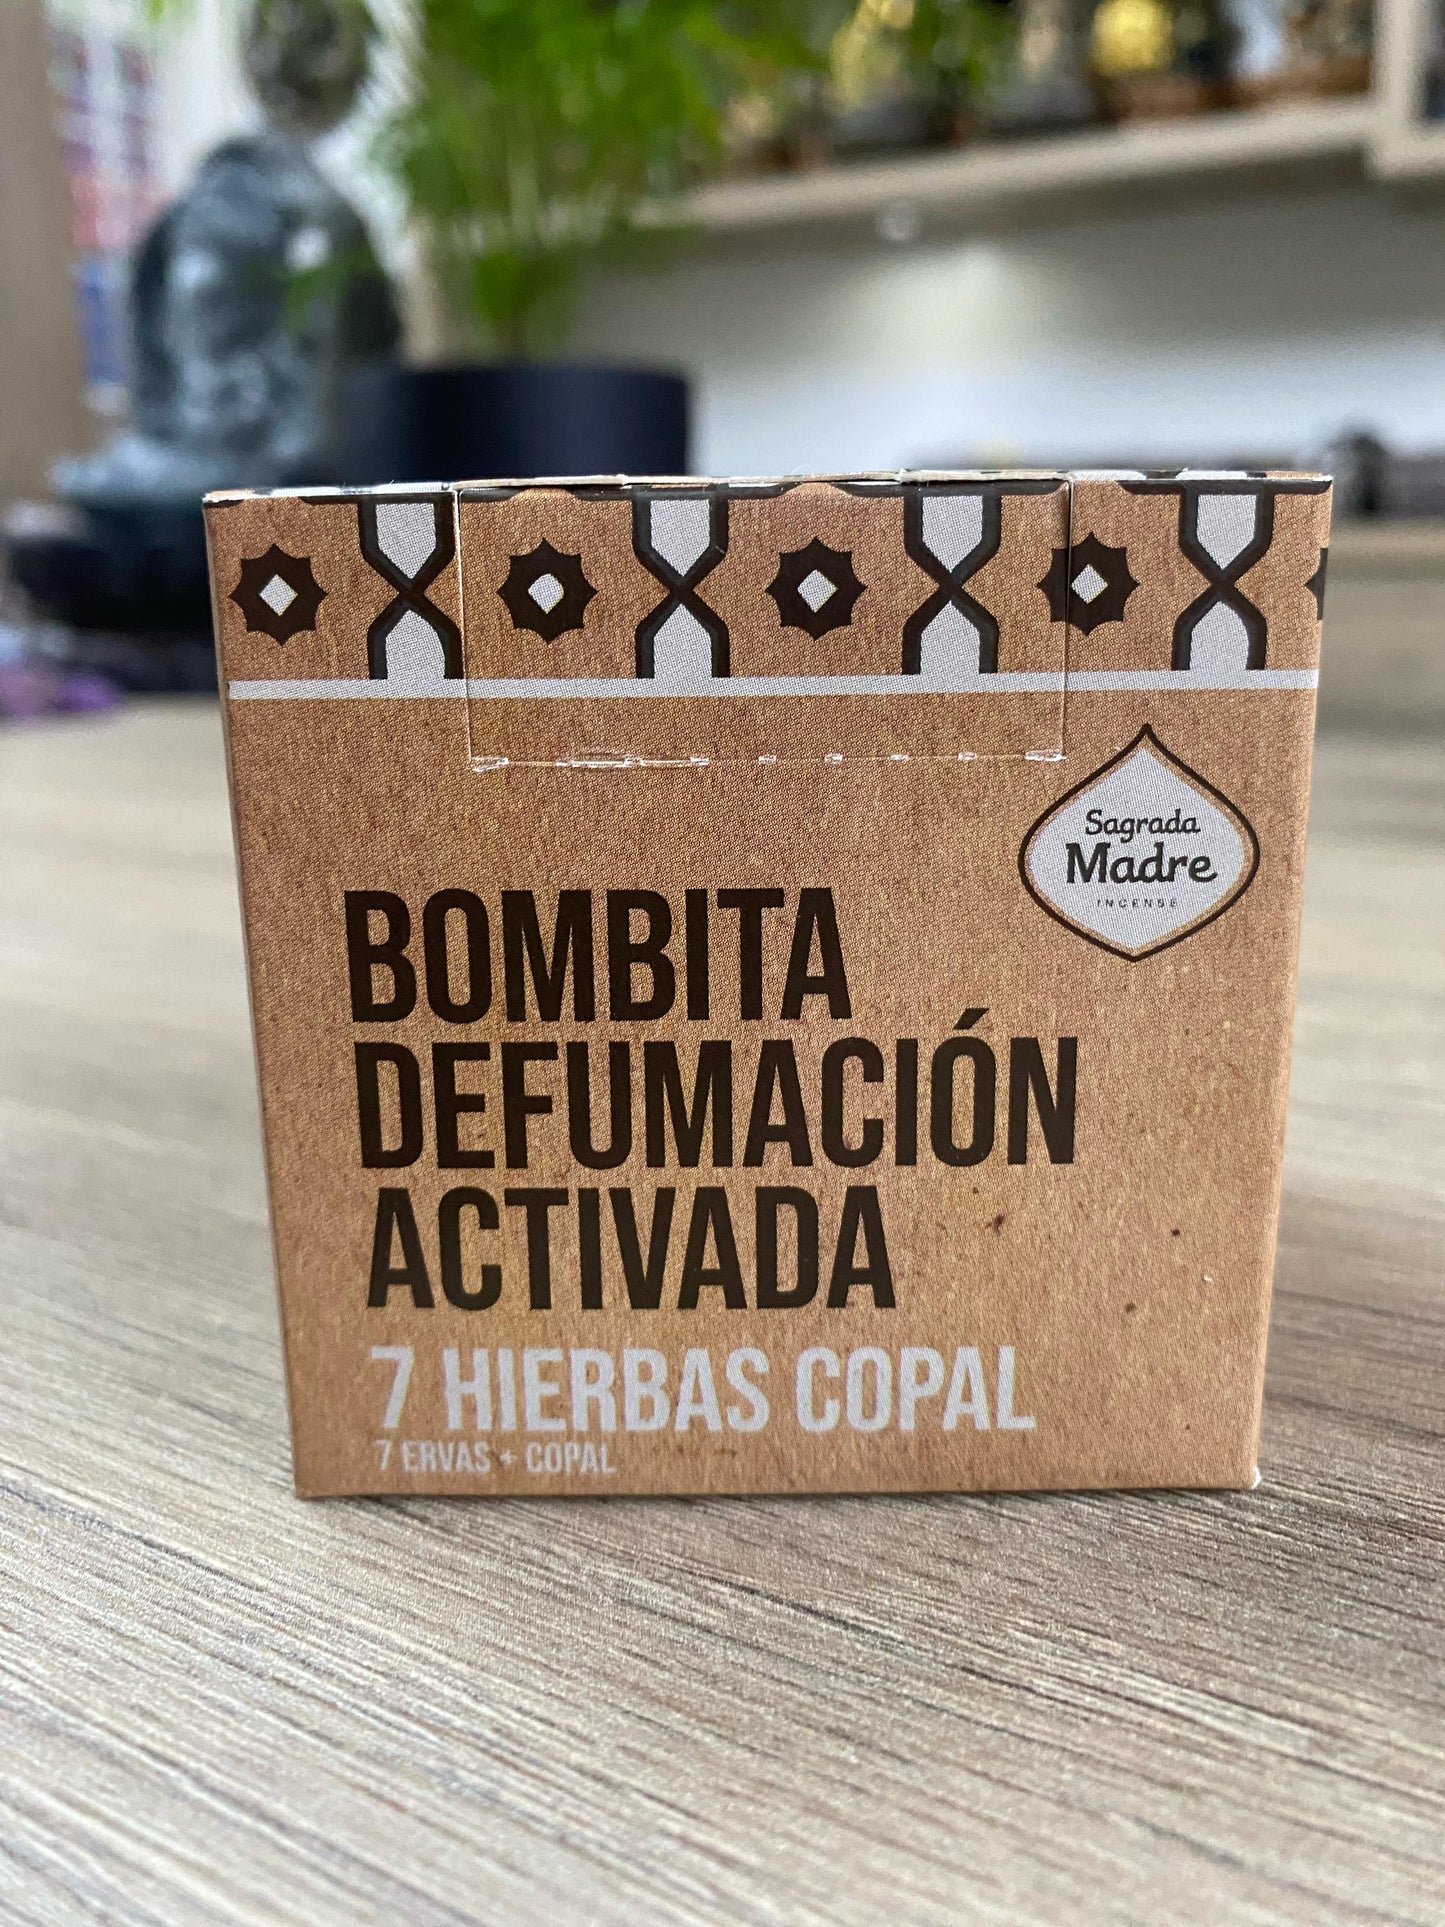 Sagrada
Madre
INCENSE
BOMBITA
DEFUMACIÓN
ACTIVADA
7 HIERBAS COPAL
7 ERVAS + COPAL